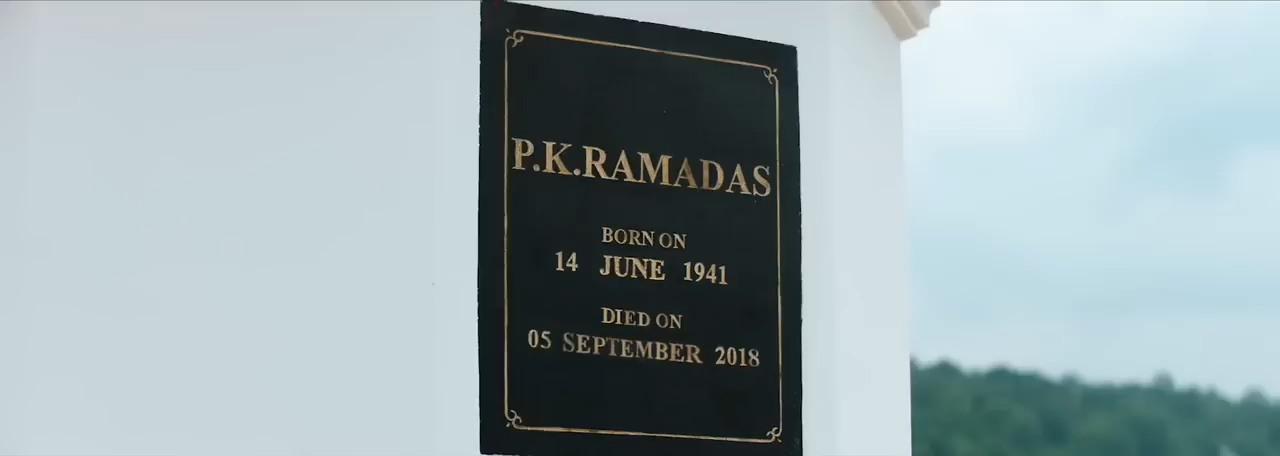 P.K.RAMADAS
BORN ON
14 JUNE 1941
DIED ON
05 SEPTEMBER 2018